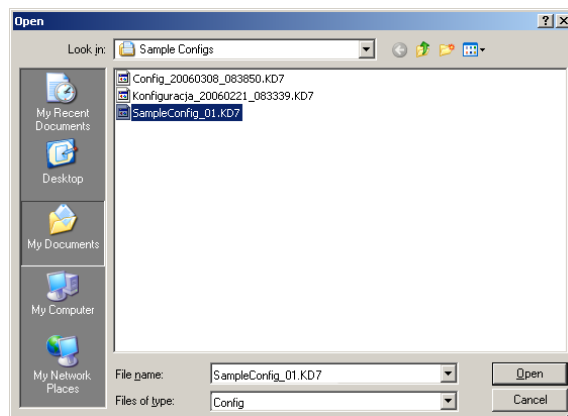 Open
Look in:
Sample Configs
Config_20060308_083850.KD7
Konfiguracja_20060221_083339.KD7
SampleConfig_01.KD7
My Recent
Documents
Desktop
My Documents
My Computer
My Network
Places
File name:
SampleConfig_01.KD7
Open
Files of type:
Config
Cancel